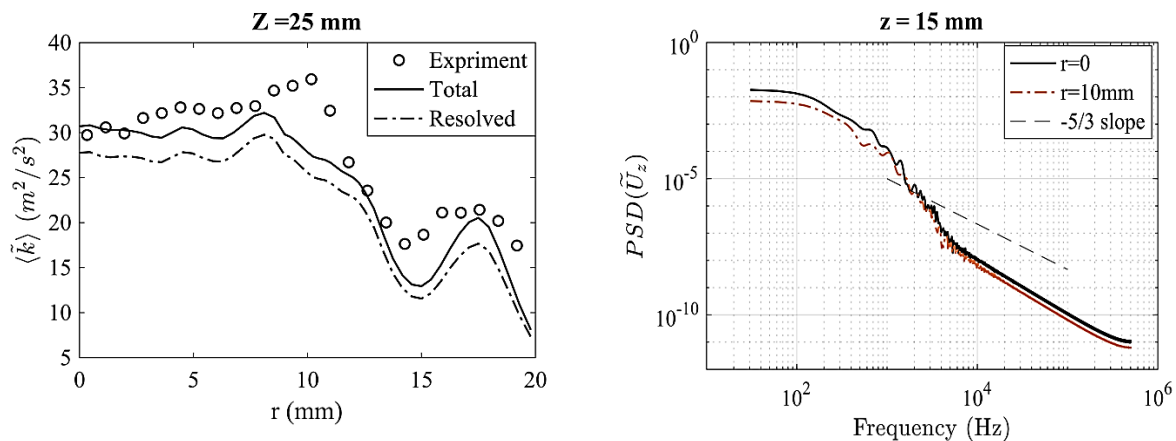 Z =25 mm
40
35
30
25
20
15
10
5
⟨k̃⟩ (m²/s²)
0
5
10
15
20
r (mm)
Expriment
Total
Resolved
z = 15 mm
10⁰
10⁻⁵
10⁻¹⁰
PSD(Ũz)
10²
10⁴
10⁶
Frequency (Hz)
r=0
r=10mm
-5/3 slope